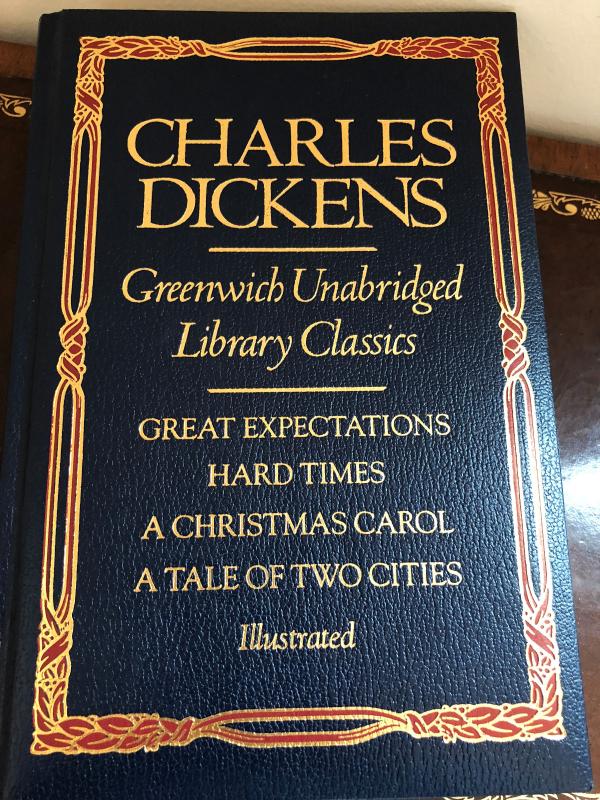 CHARLES
DICKENS
Greenwich Unabridged
Library Classics
GREAT EXPECTATIONS
HARD TIMES
A CHRISTMAS CAROL
A TALE OF TWO CITIES
Illustrated